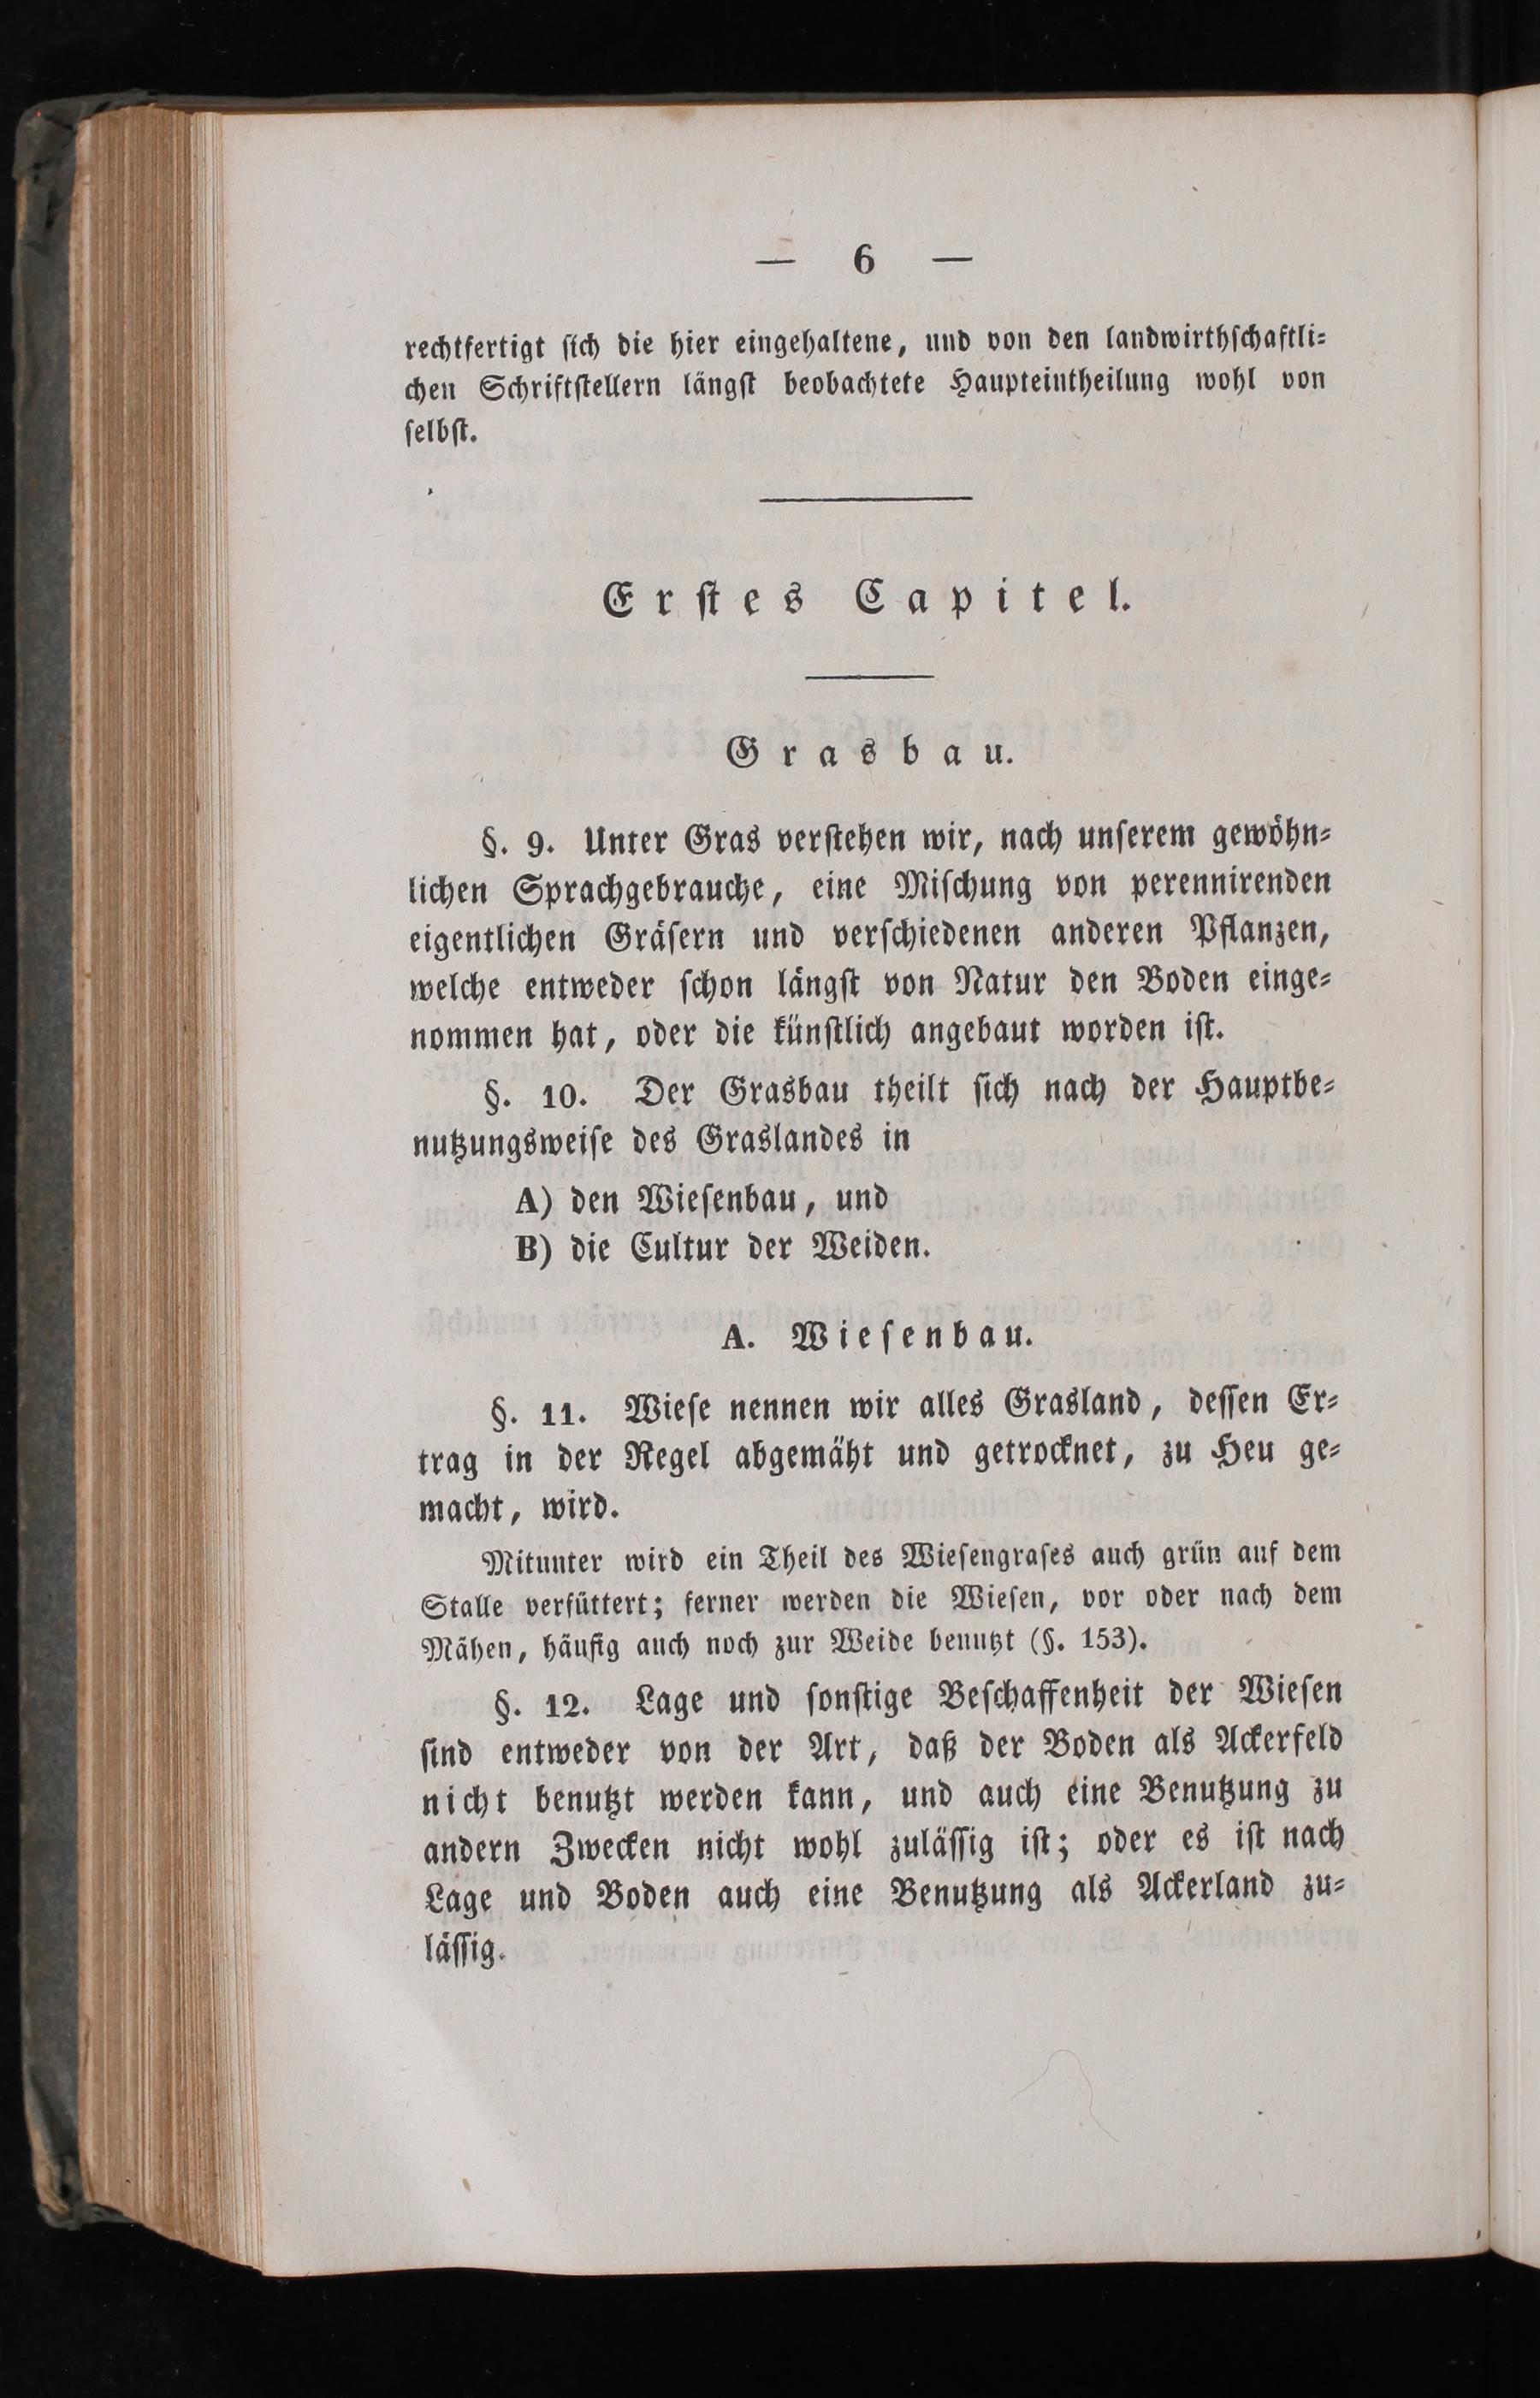 — 6 —
rechtfertigt ſich die hier eingehaltene, und von den landwirthſchaftli⸗
chen Schriftſtellern längſt beobachtete Haupteintheilung wohl von
ſelbſt.
Erſtes Capitel.
Grasbau.
§. 9. Unter Gras verſtehen wir, nach unſerem gewöhn⸗
lichen Sprachgebrauche, eine Miſchung von perennirenden
eigentlichen Gräſern und verſchiedenen anderen Pflanzen,
welche entweder ſchon längſt von Natur den Boden einge⸗
nommen hat, oder die künſtlich angebaut worden iſt.
§. 10. Der Grasbau theilt ſich nach der Hauptbe⸗
nutzungsweiſe des Graslandes in
A) den Wieſenbau, und
B) die Cultur der Weiden.
A. Wieſenbau.
§. 11. Wieſe nennen wir alles Grasland, deſſen Er⸗
trag in der Regel abgemäht und getrocknet, zu Heu ge⸗
macht, wird.
Mitunter wird ein Theil des Wieſengraſes auch grün auf dem
Stalle verfüttert; ferner werden die Wieſen, vor oder nach dem
Mähen, häufig auch noch zur Weide benutzt (§. 153).
§. 12. Lage und ſonſtige Beſchaffenheit der Wieſen
ſind entweder von der Art, daß der Boden als Ackerfeld
nicht benutzt werden kann, und auch eine Benutzung zu
andern Zwecken nicht wohl zuläſſig iſt; oder es iſt nach
Lage und Boden auch eine Benutzung als Ackerland zu⸗
läſſig.